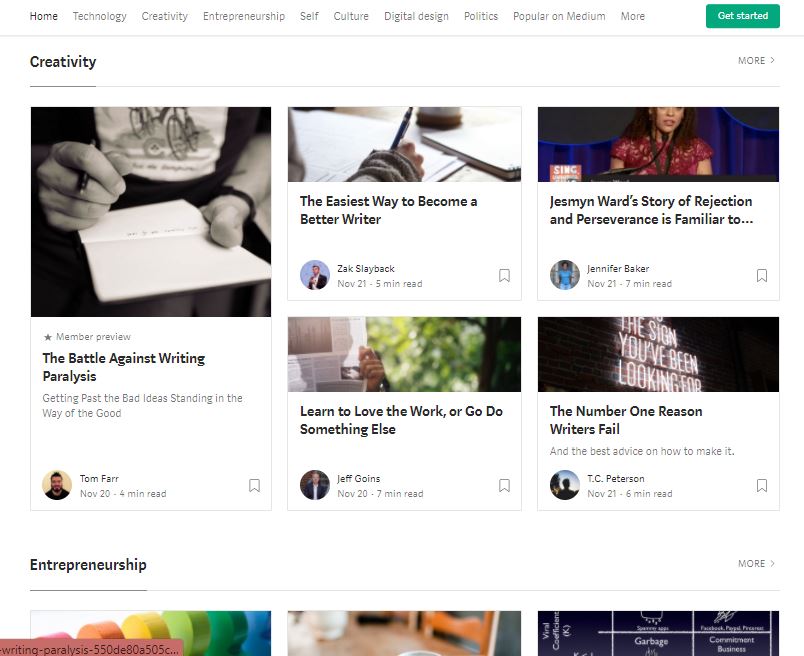 Home Technology Creativity Entrepreneurship Self Culture Digital design Politics Popular on Medium More Get started
Creativity MORE
Member preview
The Battle Against Writing
Paralysis
Getting Past the Bad Ideas Standing in the
Way of the Good
Tom Farr
Nov 20 · 4 min read
The Easiest Way to Become a
Better Writer
Zak Slayback
Nov 21 · 5 min read
SING,
Jesmyn Ward's Story of Rejection
and Perseverance is Familiar to...
Jennifer Baker
Nov 21 · 7 min read
Learn to Love the Work, or Go Do
Something Else
Jeff Goins
Nov 20 · 7 min read
THE SIGN
YOU'VE BEEN
LOOKING FOR
The Number One Reason
Writers Fail
And the best advice on how to make it.
T.C. Peterson
Nov 21 · 6 min read
Entrepreneurship MORE
Viral
Coefficient
(K)
Spammy apps
Facebook, Paypal, Pinterest
Garbage
Commitment
Business
-writing-paralysis-550de80a505c...